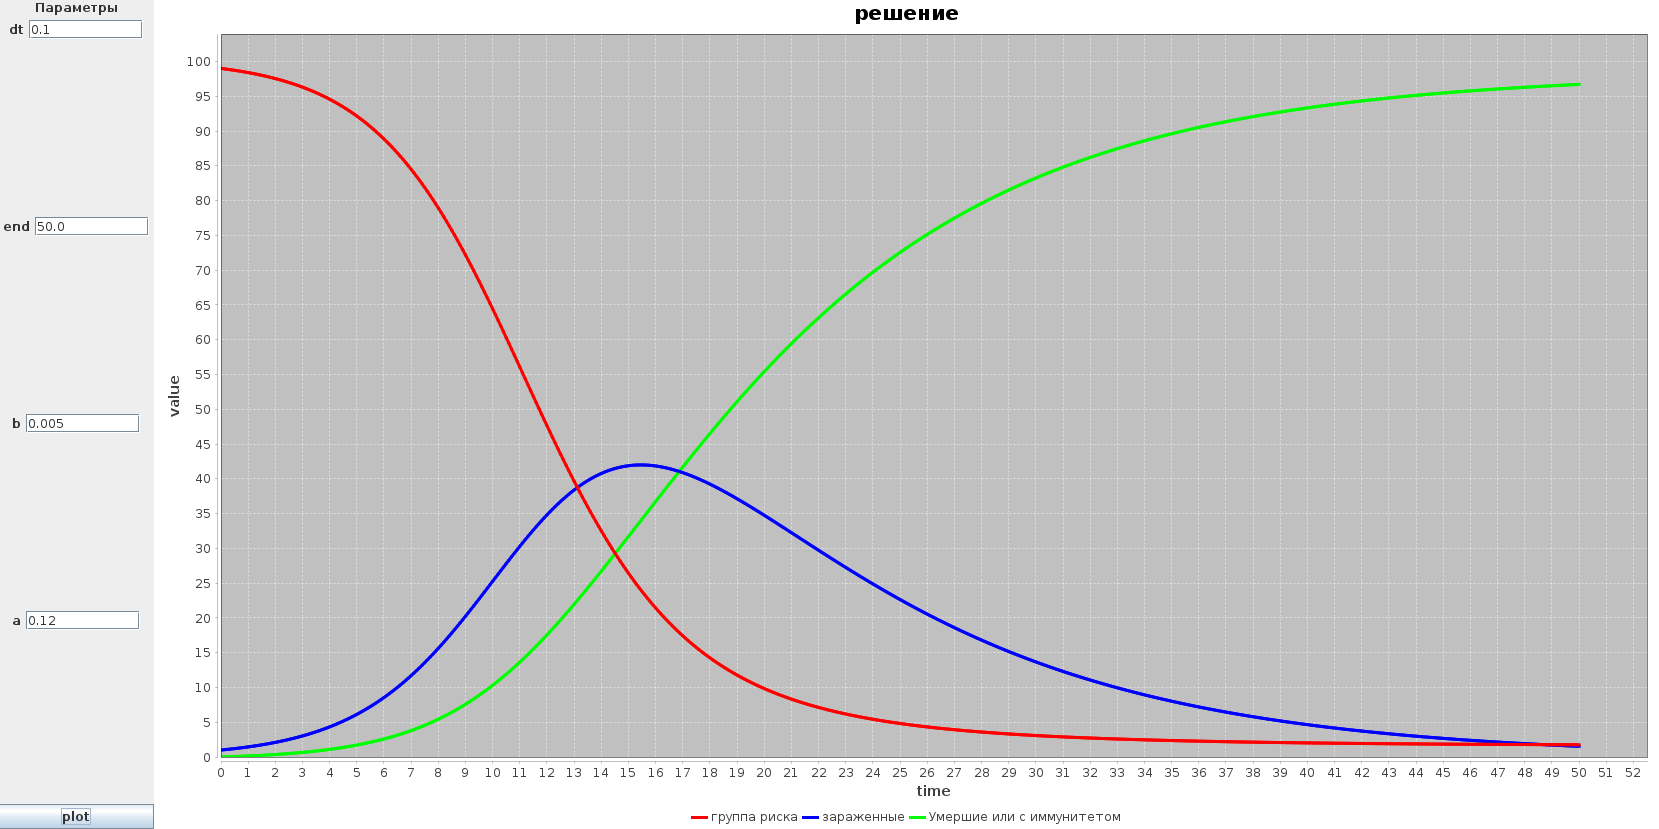 Параметры
dt 0.1
end 50.0
b 0.005
a 0.12
plot
решение
value
100
95
90
85
80
75
70
65
60
55
50
45
40
35
30
25
20
15
10
5
0
0 1 2 3 4 5 6 7 8 9 10 11 12 13 14 15 16 17 18 19 20 21 22 23 24 25 26 27 28 29 30 31 32 33 34 35 36 37 38 39 40 41 42 43 44 45 46 47 48 49 50 51 52
time
группа риска зараженные Умершие или с иммунитетом